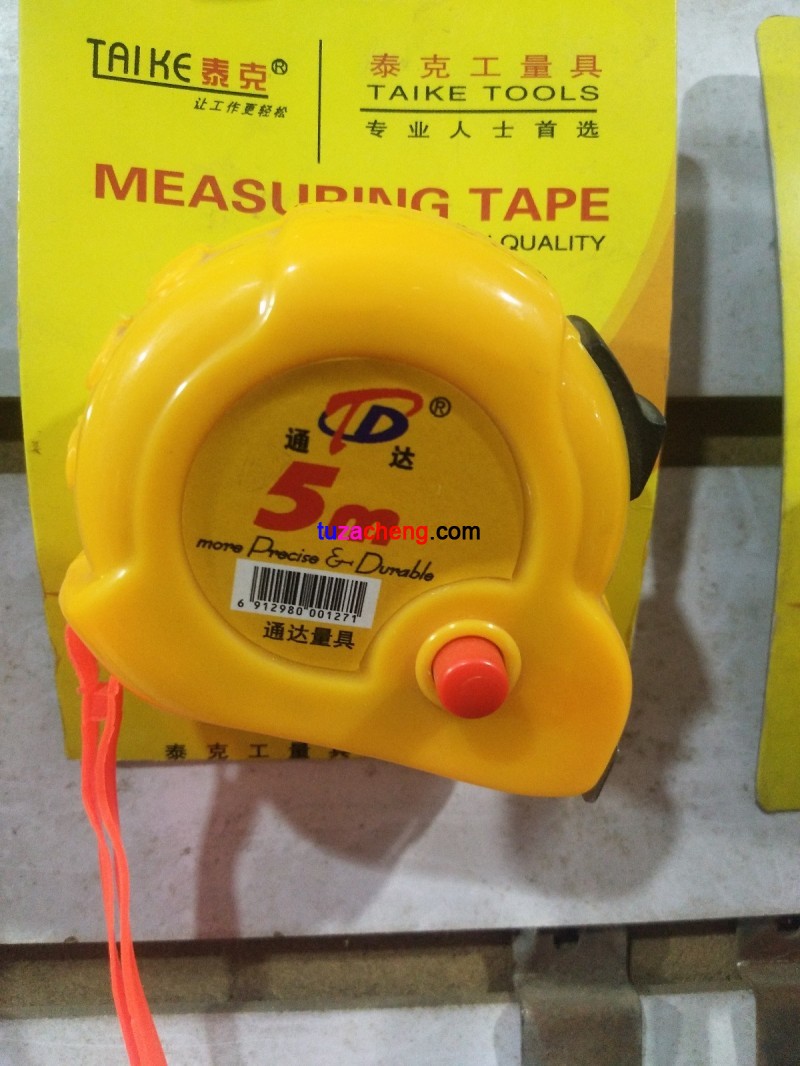 TAIKE泰克®
让工作更轻松
泰克工量具
TAIKE TOOLS
专业人士首选
MEASURING TAPE
QUALITY
TD®
通达
5m
tuzacheng.com
more Precise & Durable
6 912980 001271
通达量具
泰克工量具